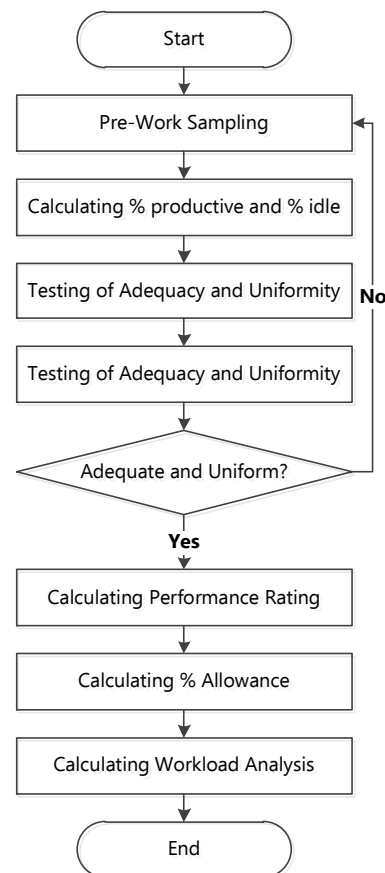 Start
Pre-Work Sampling
Calculating % productive and % idle
Testing of Adequacy and Uniformity
No
Testing of Adequacy and Uniformity
Adequate and Uniform?
Yes
Calculating Performance Rating
Calculating % Allowance
Calculating Workload Analysis
End